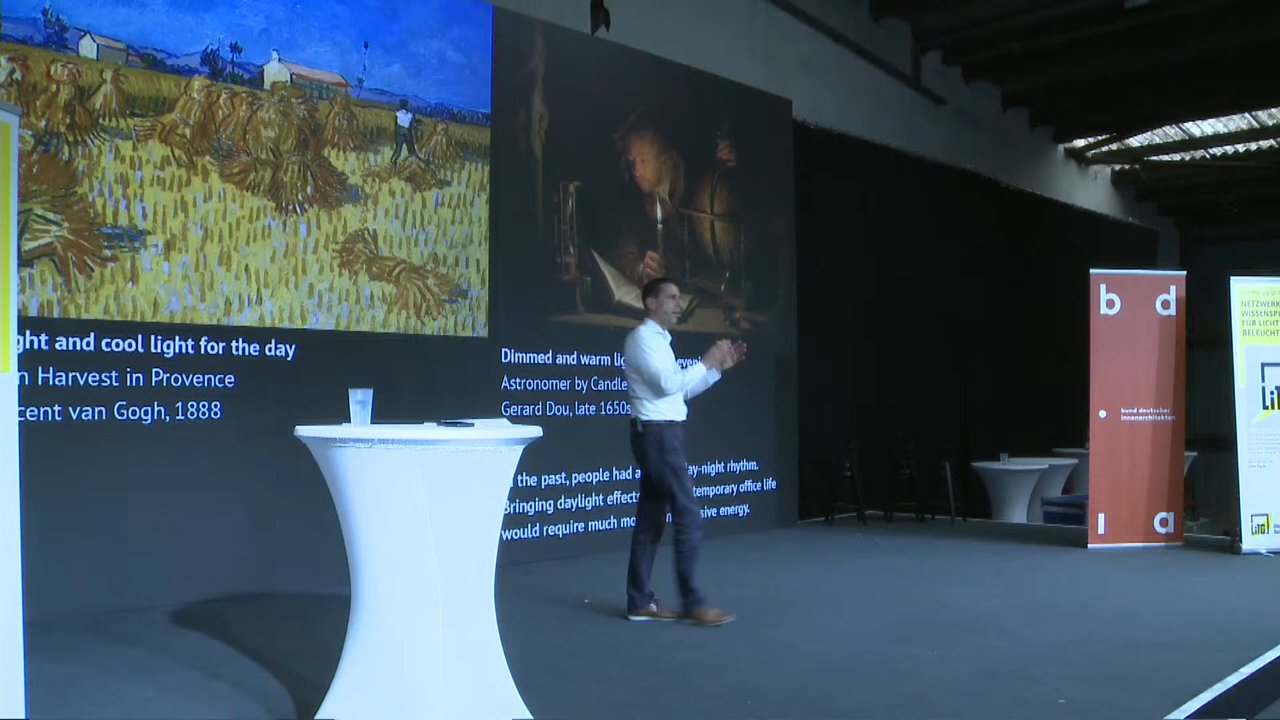 ght and cool light for the day
n Harvest in Provence
cent van Gogh, 1888
Dimmed and warm lig
Astronomer by Candle
Gerard Dou, late 1650s
the past, people had a ay-night rhythm.
Bringing daylight effects temporary office life
would require much mo sive energy.
b d
bund deutscher
innenarchitekten
i a
NETZWERK
WISSENSPL
FÜR LICHT
BELEUCHT
LiTG